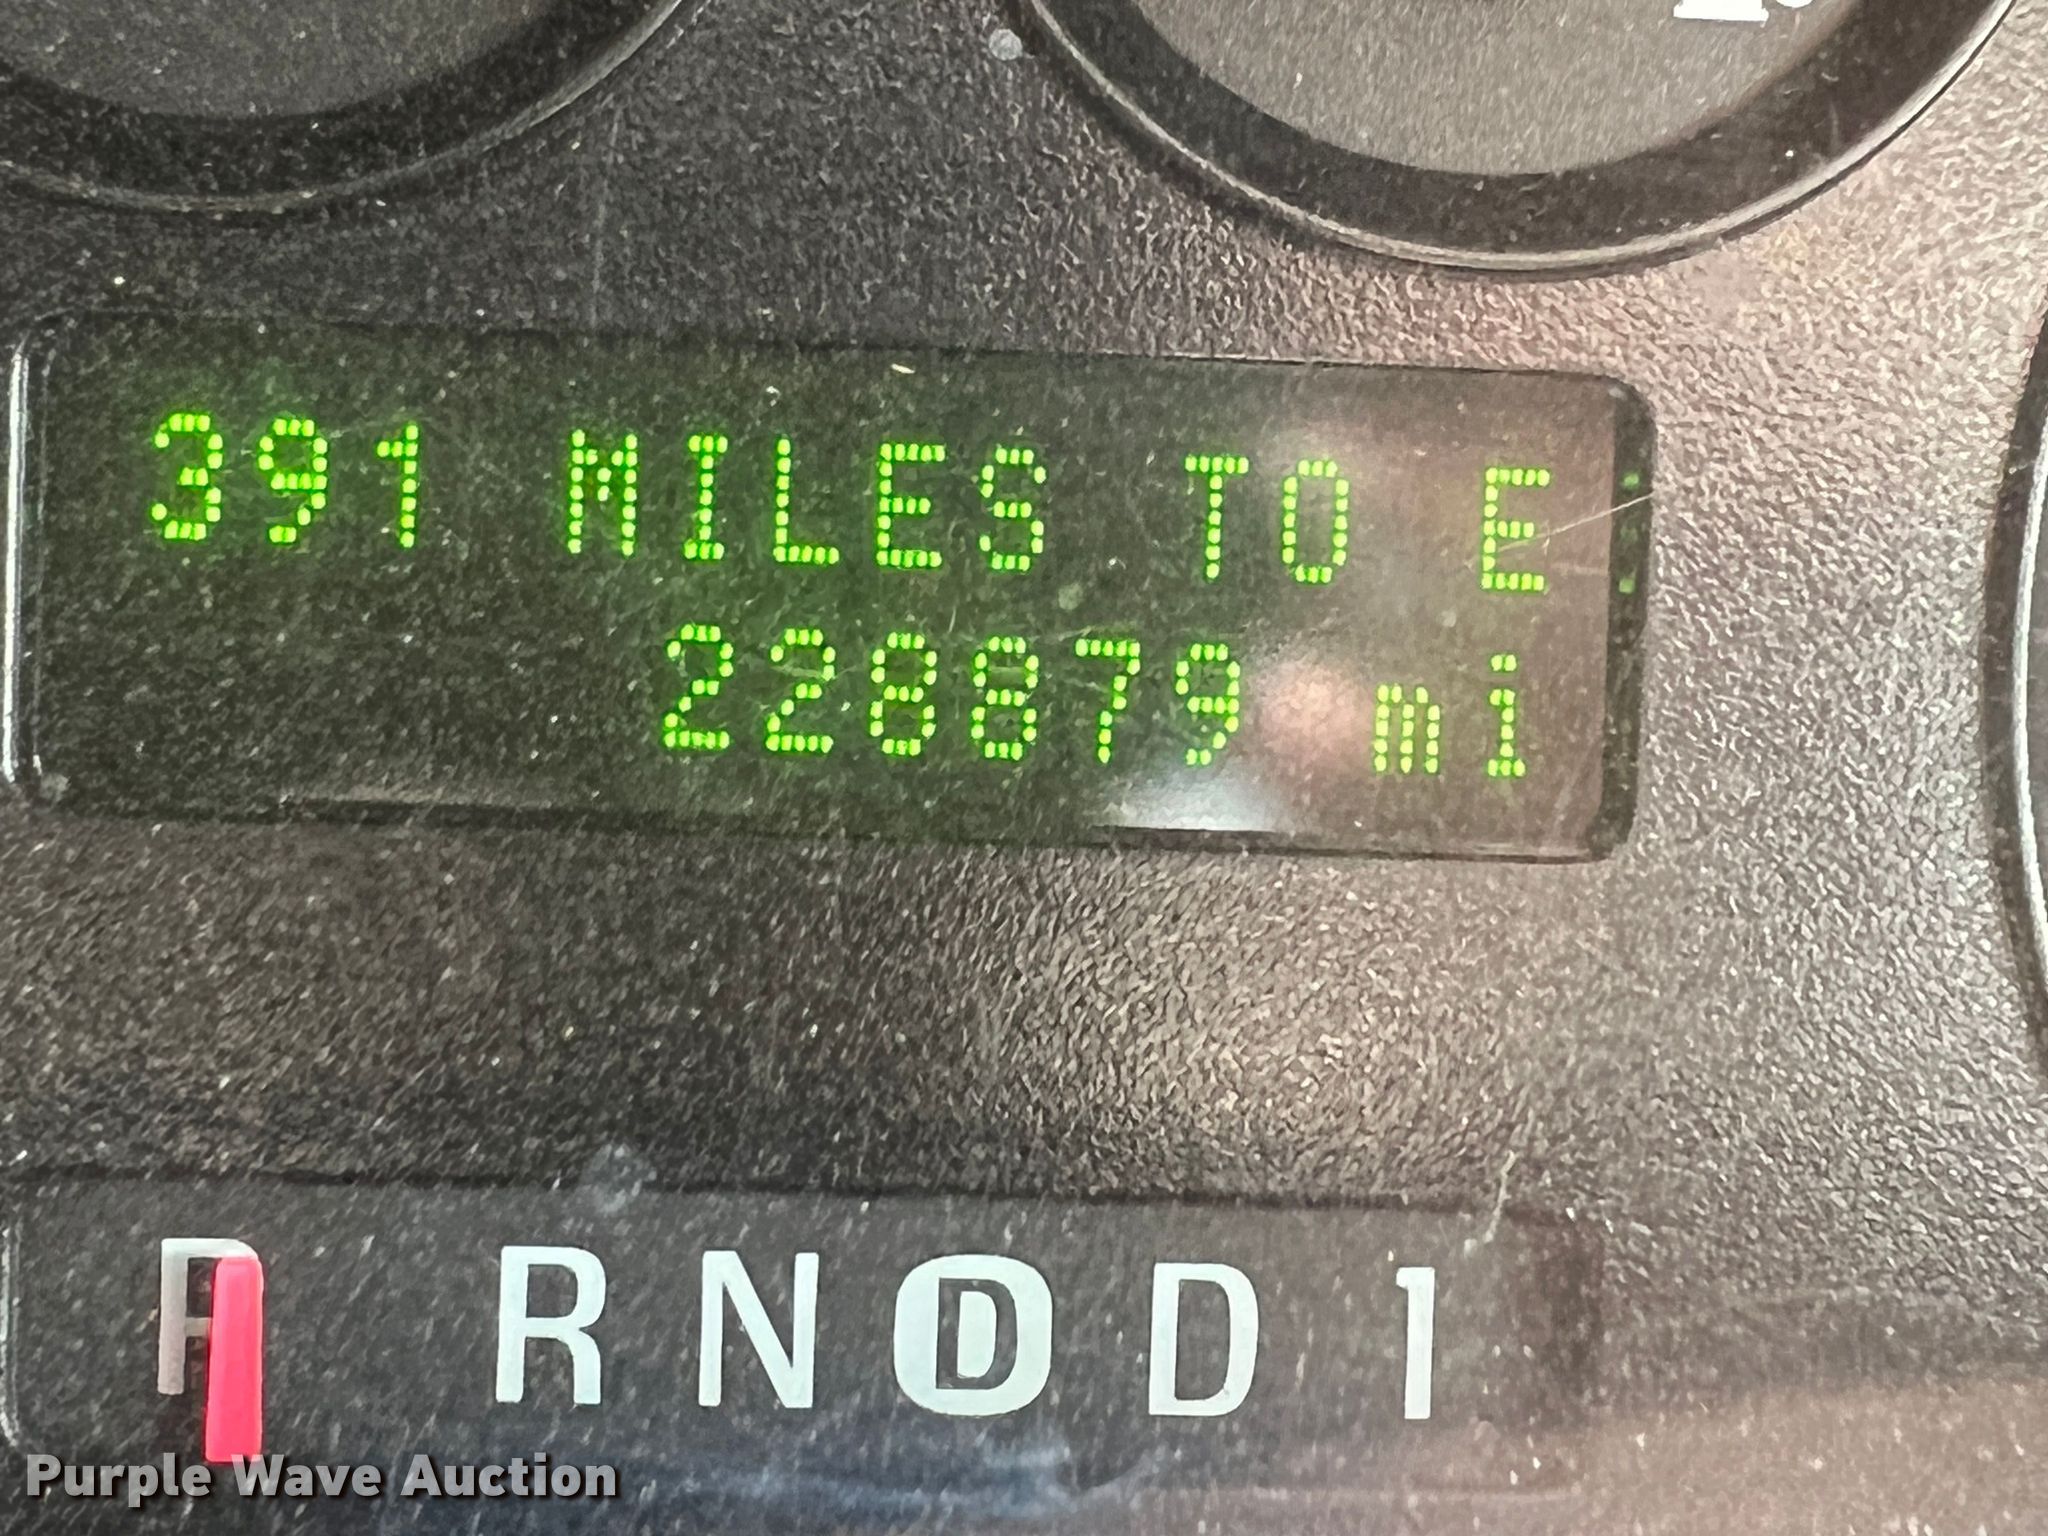 391 MILES TO E
228879 mi
P R N D D 1
Purple Wave Auction